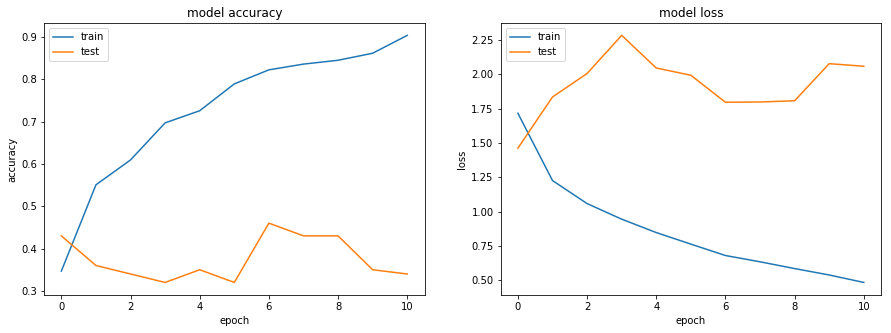 model accuracy
train
test
0.9
0.8
0.7
0.6
0.5
0.4
0.3
accuracy
0 2 4 6 8 10
epoch
model loss
train
test
2.25
2.00
1.75
1.50
1.25
1.00
0.75
0.50
loss
0 2 4 6 8 10
epoch